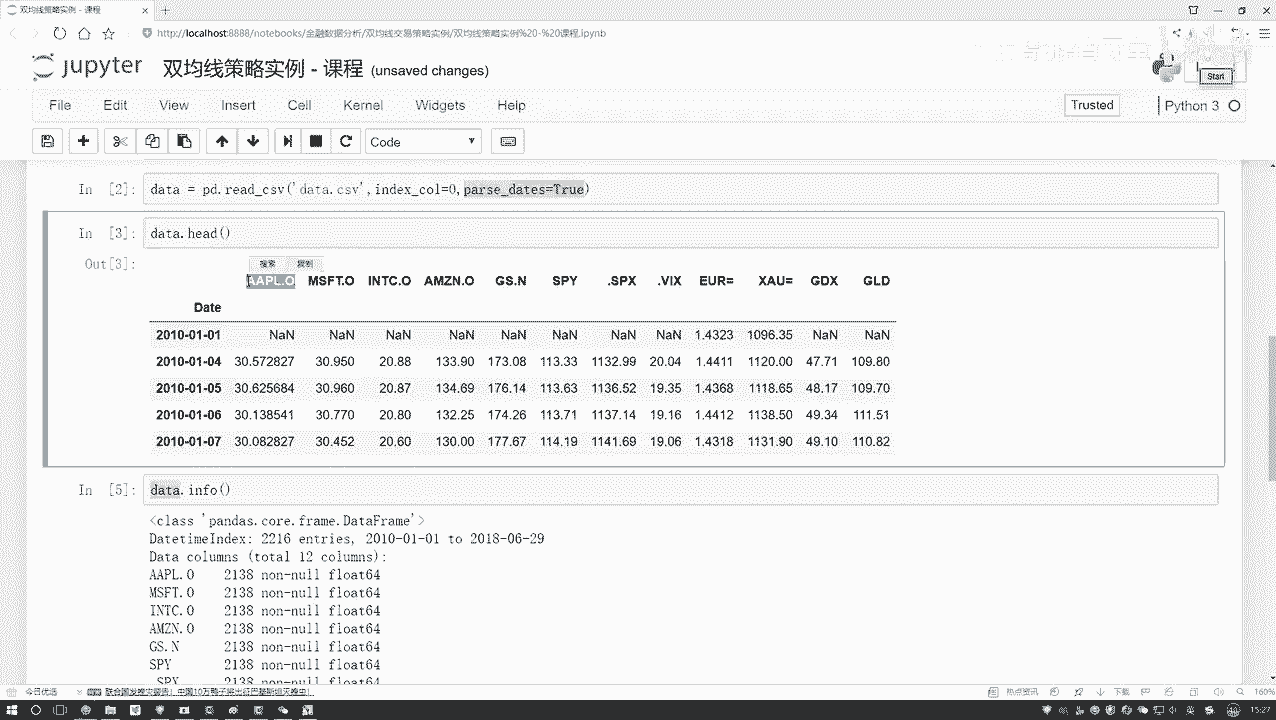 双均线策略实例 - 课程
http://localhost:8888/notebooks/金融数据分析/双均线交易策略实例/双均线策略实例%20-%20课程.ipynb
jupyter 双均线策略实例 - 课程 (unsaved changes)
Start
File Edit View Insert Cell Kernel Widgets Help Trusted Python 3
Code
In [2]: data = pd.read_csv('data.csv',index_col=0,parse_dates=True)
In [3]: data.head()
Out[3]:
搜索 复制
AAPL.O MSFT.O INTC.O AMZN.O GS.N SPY .SPX .VIX EUR= XAU= GDX GLD
Date
2010-01-01 NaN NaN NaN NaN NaN NaN NaN NaN 1.4323 1096.35 NaN NaN
2010-01-04 30.572827 30.950 20.88 133.90 173.08 113.33 1132.99 20.04 1.4411 1120.00 47.71 109.80
2010-01-05 30.625684 30.960 20.87 134.69 176.14 113.63 1136.52 19.35 1.4368 1118.65 48.17 109.70
2010-01-06 30.138541 30.770 20.80 132.25 174.26 113.71 1137.14 19.16 1.4412 1138.50 49.34 111.51
2010-01-07 30.082827 30.452 20.60 130.00 177.67 114.19 1141.69 19.06 1.4318 1131.90 49.10 110.82
In [5]: data.info()
<class 'pandas.core.frame.DataFrame'>
DatetimeIndex: 2216 entries, 2010-01-01 to 2018-06-29
Data columns (total 12 columns):
AAPL.O 2138 non-null float64
MSFT.O 2138 non-null float64
INTC.O 2138 non-null float64
AMZN.O 2138 non-null float64
GS.N 2138 non-null float64
SPY 2138 non-null float64
.SPX 2138 non-null float64
今日优选
热点资讯 下载 160%
15:27